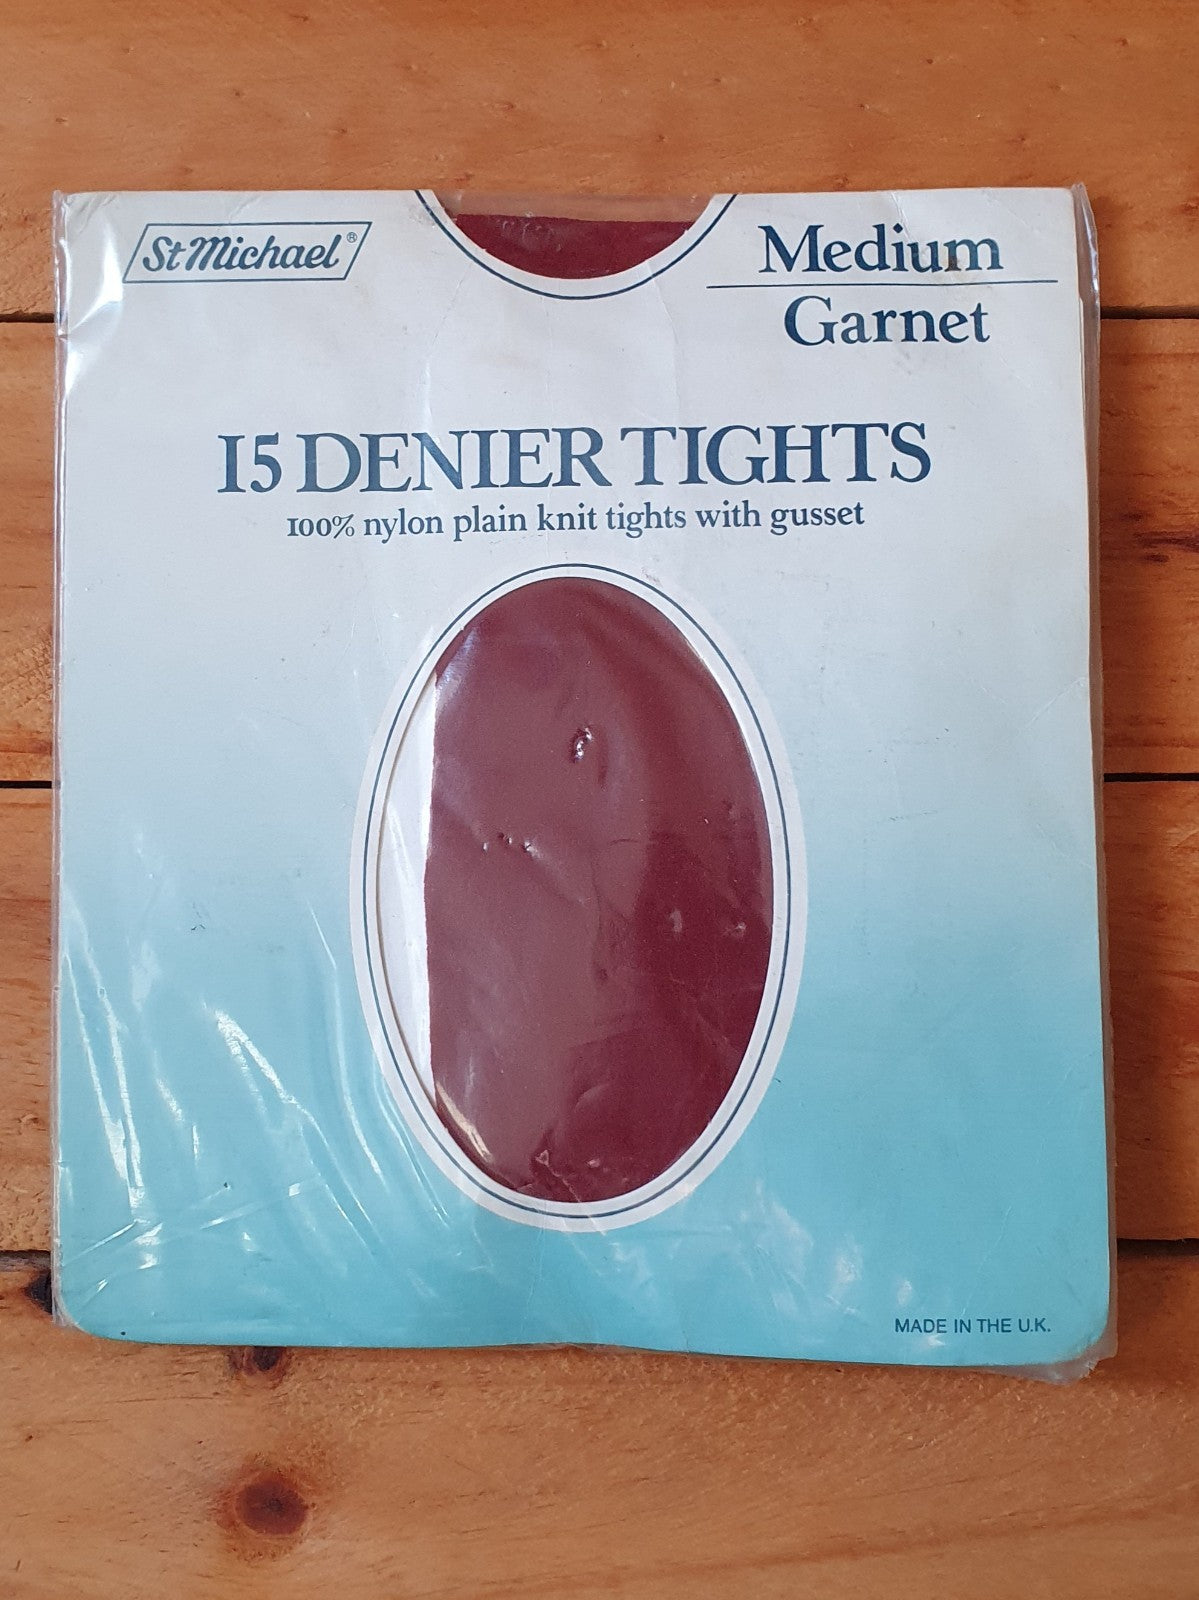 St Michael®
Medium
Garnet
15 DENIER TIGHTS
100% nylon plain knit tights with gusset
MADE IN THE U.K.